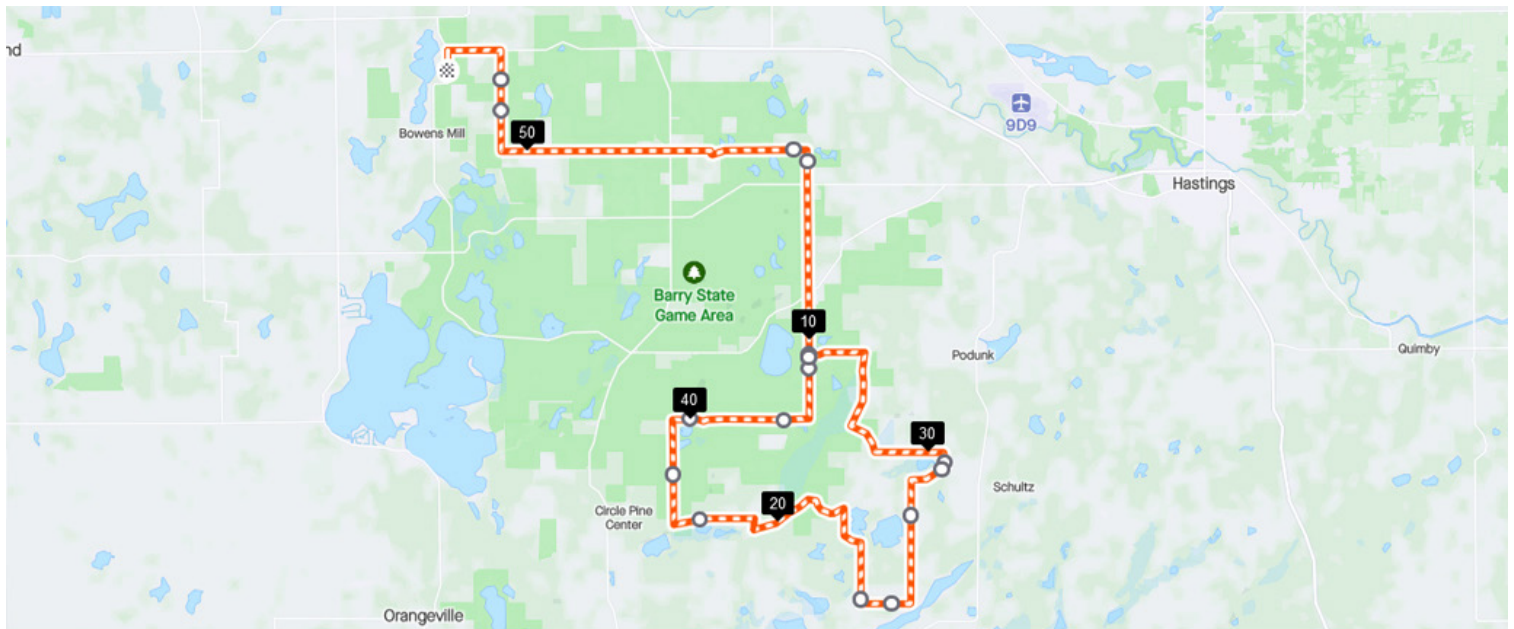 nd
9D9
Bowens Mill
50
Hastings
Barry State
Game Area
10
Podunk
Quimby
40
30
Schultz
20
Circle Pine
Center
Orangeville